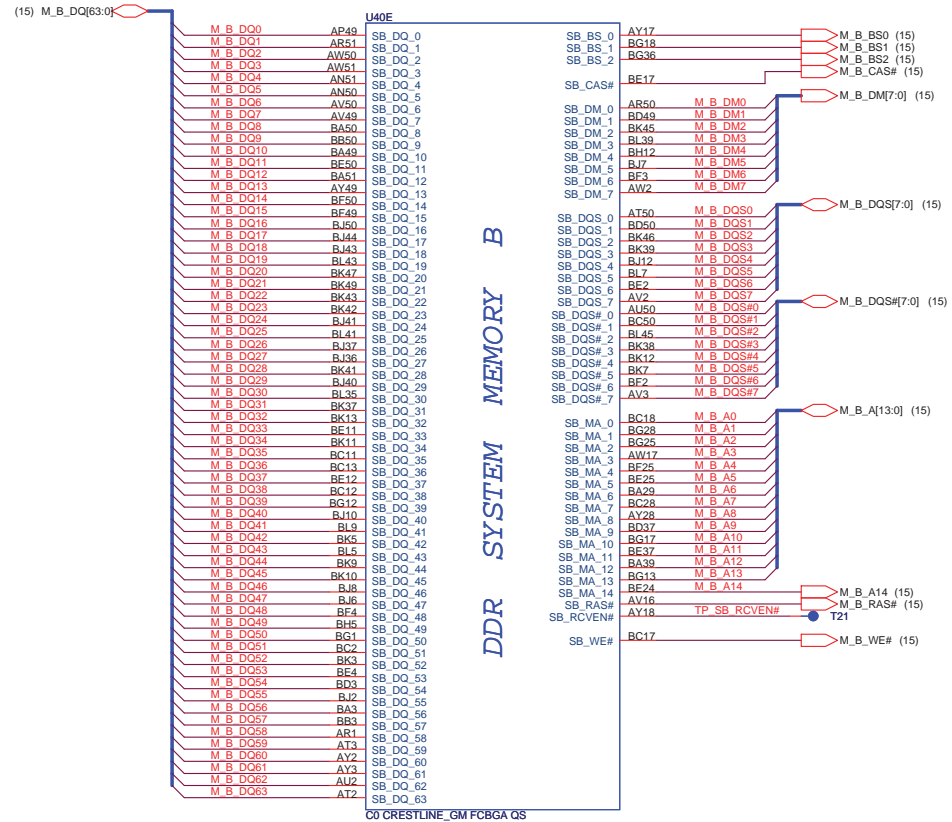 (15) M_B_DQ[63:0]
U40E
M_B_DQ0 AP49 SB_DQ_0
M_B_DQ1 AR51 SB_DQ_1
M_B_DQ2 AW50 SB_DQ_2
M_B_DQ3 AW51 SB_DQ_3
M_B_DQ4 AN51 SB_DQ_4
M_B_DQ5 AN50 SB_DQ_5
M_B_DQ6 AV50 SB_DQ_6
M_B_DQ7 AV49 SB_DQ_7
M_B_DQ8 BA50 SB_DQ_8
M_B_DQ9 BB50 SB_DQ_9
M_B_DQ10 BA49 SB_DQ_10
M_B_DQ11 BE50 SB_DQ_11
M_B_DQ12 BA51 SB_DQ_12
M_B_DQ13 AY49 SB_DQ_13
M_B_DQ14 BF50 SB_DQ_14
M_B_DQ15 BF49 SB_DQ_15
M_B_DQ16 BJ50 SB_DQ_16
M_B_DQ17 BJ44 SB_DQ_17
M_B_DQ18 BJ43 SB_DQ_18
M_B_DQ19 BL43 SB_DQ_19
M_B_DQ20 BK47 SB_DQ_20
M_B_DQ21 BK49 SB_DQ_21
M_B_DQ22 BK43 SB_DQ_22
M_B_DQ23 BK42 SB_DQ_23
M_B_DQ24 BJ41 SB_DQ_24
M_B_DQ25 BL41 SB_DQ_25
M_B_DQ26 BJ37 SB_DQ_26
M_B_DQ27 BJ36 SB_DQ_27
M_B_DQ28 BK41 SB_DQ_28
M_B_DQ29 BJ40 SB_DQ_29
M_B_DQ30 BL35 SB_DQ_30
M_B_DQ31 BK37 SB_DQ_31
M_B_DQ32 BK13 SB_DQ_32
M_B_DQ33 BE11 SB_DQ_33
M_B_DQ34 BK11 SB_DQ_34
M_B_DQ35 BC11 SB_DQ_35
M_B_DQ36 BC13 SB_DQ_36
M_B_DQ37 BE12 SB_DQ_37
M_B_DQ38 BC12 SB_DQ_38
M_B_DQ39 BG12 SB_DQ_39
M_B_DQ40 BJ10 SB_DQ_40
M_B_DQ41 BL9 SB_DQ_41
M_B_DQ42 BK5 SB_DQ_42
M_B_DQ43 BL5 SB_DQ_43
M_B_DQ44 BK9 SB_DQ_44
M_B_DQ45 BK10 SB_DQ_45
M_B_DQ46 BJ8 SB_DQ_46
M_B_DQ47 BJ6 SB_DQ_47
M_B_DQ48 BF4 SB_DQ_48
M_B_DQ49 BH5 SB_DQ_49
M_B_DQ50 BG1 SB_DQ_50
M_B_DQ51 BC2 SB_DQ_51
M_B_DQ52 BK3 SB_DQ_52
M_B_DQ53 BE4 SB_DQ_53
M_B_DQ54 BD3 SB_DQ_54
M_B_DQ55 BJ2 SB_DQ_55
M_B_DQ56 BA3 SB_DQ_56
M_B_DQ57 BB3 SB_DQ_57
M_B_DQ58 AR1 SB_DQ_58
M_B_DQ59 AT3 SB_DQ_59
M_B_DQ60 AY2 SB_DQ_60
M_B_DQ61 AY3 SB_DQ_61
M_B_DQ62 AU2 SB_DQ_62
M_B_DQ63 AT2 SB_DQ_63
DDR SYSTEM MEMORY B
SB_BS_0 AY17 M_B_BS0 (15)
SB_BS_1 BG18 M_B_BS1 (15)
SB_BS_2 BG36 M_B_BS2 (15)
SB_CAS# BE17 M_B_CAS# (15)
M_B_DM[7:0] (15)
SB_DM_0 AR50 M_B_DM0
SB_DM_1 BD49 M_B_DM1
SB_DM_2 BK45 M_B_DM2
SB_DM_3 BL39 M_B_DM3
SB_DM_4 BH12 M_B_DM4
SB_DM_5 BJ7 M_B_DM5
SB_DM_6 BF3 M_B_DM6
SB_DM_7 AW2 M_B_DM7
M_B_DQS[7:0] (15)
SB_DQS_0 AT50 M_B_DQS0
SB_DQS_1 BD50 M_B_DQS1
SB_DQS_2 BK46 M_B_DQS2
SB_DQS_3 BK39 M_B_DQS3
SB_DQS_4 BJ12 M_B_DQS4
SB_DQS_5 BL7 M_B_DQS5
SB_DQS_6 BE2 M_B_DQS6
SB_DQS_7 AV2 M_B_DQS7
M_B_DQS#[7:0] (15)
SB_DQS#_0 AU50 M_B_DQS#0
SB_DQS#_1 BC50 M_B_DQS#1
SB_DQS#_2 BL45 M_B_DQS#2
SB_DQS#_3 BK38 M_B_DQS#3
SB_DQS#_4 BK12 M_B_DQS#4
SB_DQS#_5 BK7 M_B_DQS#5
SB_DQS#_6 BF2 M_B_DQS#6
SB_DQS#_7 AV3 M_B_DQS#7
M_B_A[13:0] (15)
SB_MA_0 BC18 M_B_A0
SB_MA_1 BG28 M_B_A1
SB_MA_2 BG25 M_B_A2
SB_MA_3 AW17 M_B_A3
SB_MA_4 BF25 M_B_A4
SB_MA_5 BE25 M_B_A5
SB_MA_6 BA29 M_B_A6
SB_MA_7 BC28 M_B_A7
SB_MA_8 AY28 M_B_A8
SB_MA_9 BD37 M_B_A9
SB_MA_10 BG17 M_B_A10
SB_MA_11 BE37 M_B_A11
SB_MA_12 BA39 M_B_A12
SB_MA_13 BG13 M_B_A13
SB_MA_14 BE24 M_B_A14 M_B_A14 (15)
SB_RAS# AV16 M_B_RAS# (15)
SB_RCVEN# AY18 TP_SB_RCVEN# T21
SB_WE# BC17 M_B_WE# (15)
C0 CRESTLINE_GM FCBGA QS